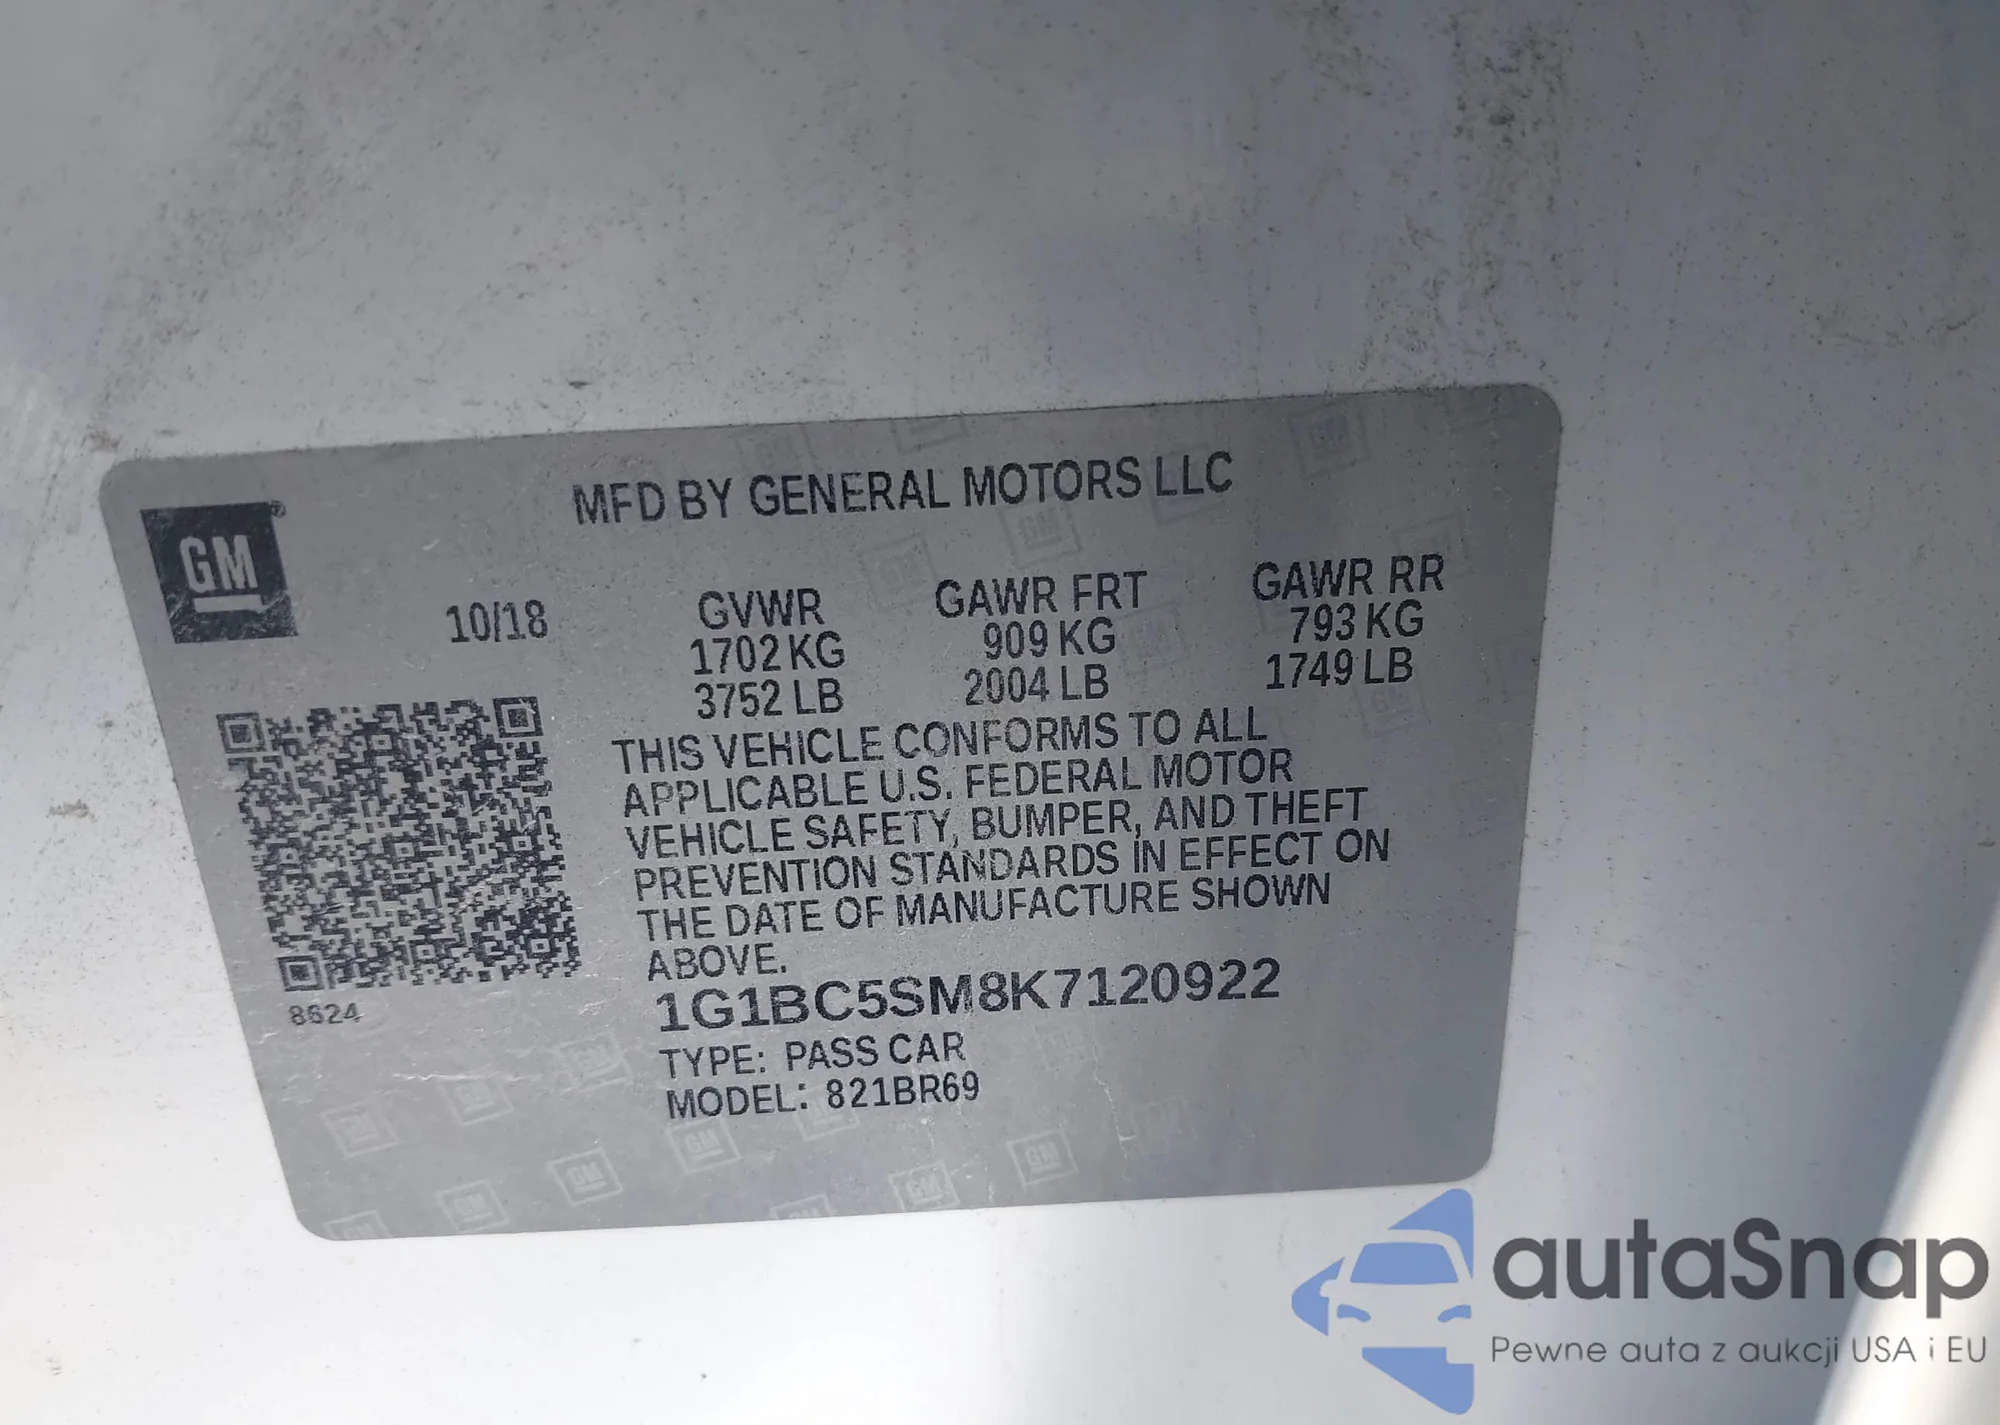 MFD BY GENERAL MOTORS LLC
GM
10/18
GVWR
1702 KG
3752 LB
GAWR FRT
909 KG
2004 LB
GAWR RR
793 KG
1749 LB
THIS VEHICLE CONFORMS TO ALL
APPLICABLE U.S. FEDERAL MOTOR
VEHICLE SAFETY, BUMPER, AND THEFT
PREVENTION STANDARDS IN EFFECT ON
THE DATE OF MANUFACTURE SHOWN
ABOVE.
8624
1G1BC5SM8K7120922
TYPE: PASS CAR
MODEL: 821BR69
autaSnap
Pewne auta z aukcji USA i EU